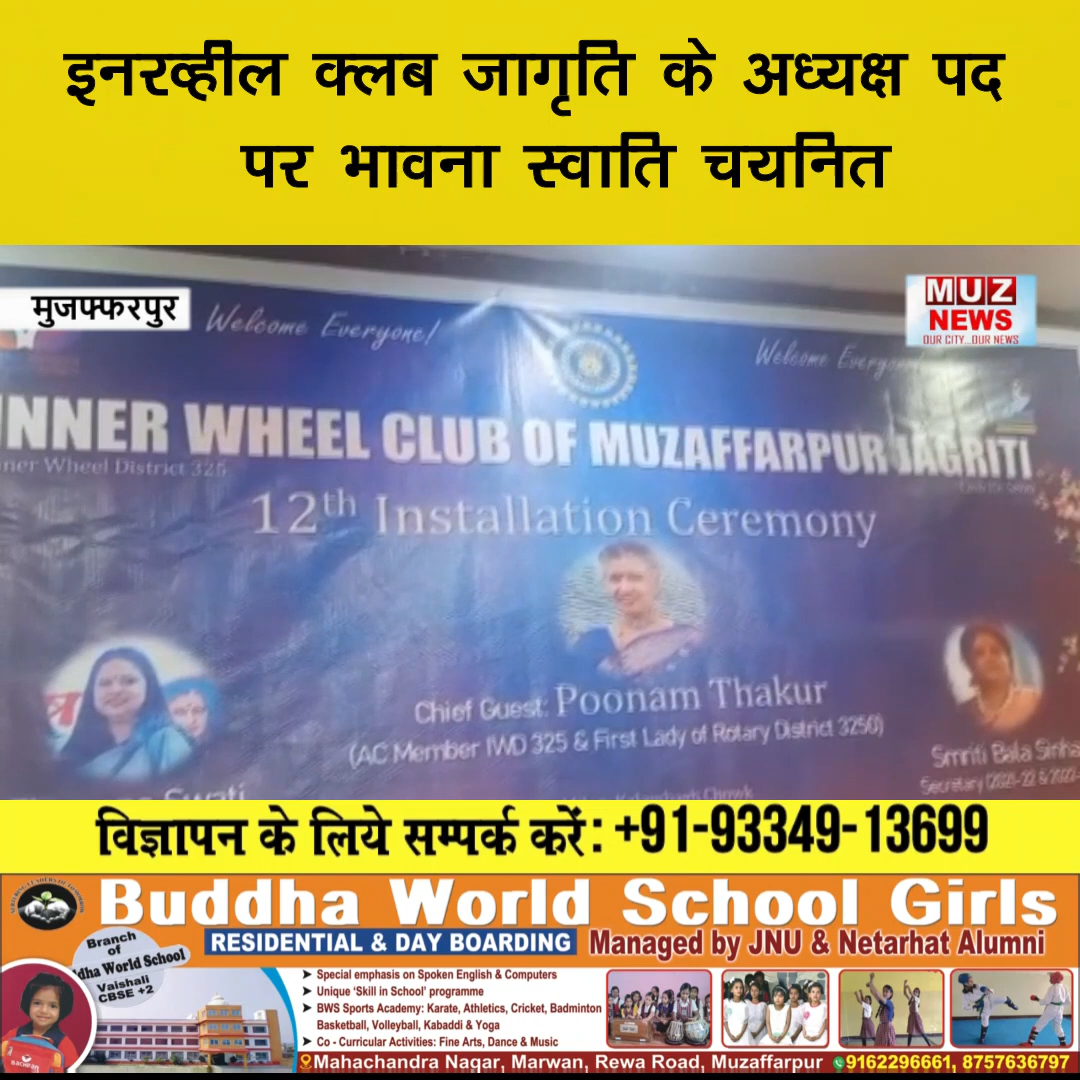 इनरव्हील क्लब जागृति के अध्यक्ष पद
पर भावना स्वाति चयनित
मुजफ्फरपुर
MUZ
NEWS
OUR CITY...OUR NEWS
Welcome Everyone!
Welcome
INNER WHEEL CLUB OF MUZAFFARPUR JAGRITI
Wheel District 325
12th Installation Ceremony
Chief Guest: Poonam Thakur
(AC Member IWD 325 & First Lady of Rotary District 3250)
Smriti Bala Sinha
Swati
विज्ञापन के लिये सम्पर्क करें: +91-93349-13699
Buddha World School Girls
RESIDENTIAL & DAY BOARDING Managed by JNU & Netarhat Alumni
Branch
of
dha World School
Vaishali
CBSE +2
➤ Special emphasis on Spoken English & Computers
➤ Unique 'Skill in School' programme
➤ BWS Sports Academy: Karate, Athletics, Cricket, Badminton
Basketball, Volleyball, Kabaddi & Yoga
➤ Co - Curricular Activities: Fine Arts, Dance & Music
Mahachandra Nagar, Marwan, Rewa Road, Muzaffarpur 9162296661, 8757636797